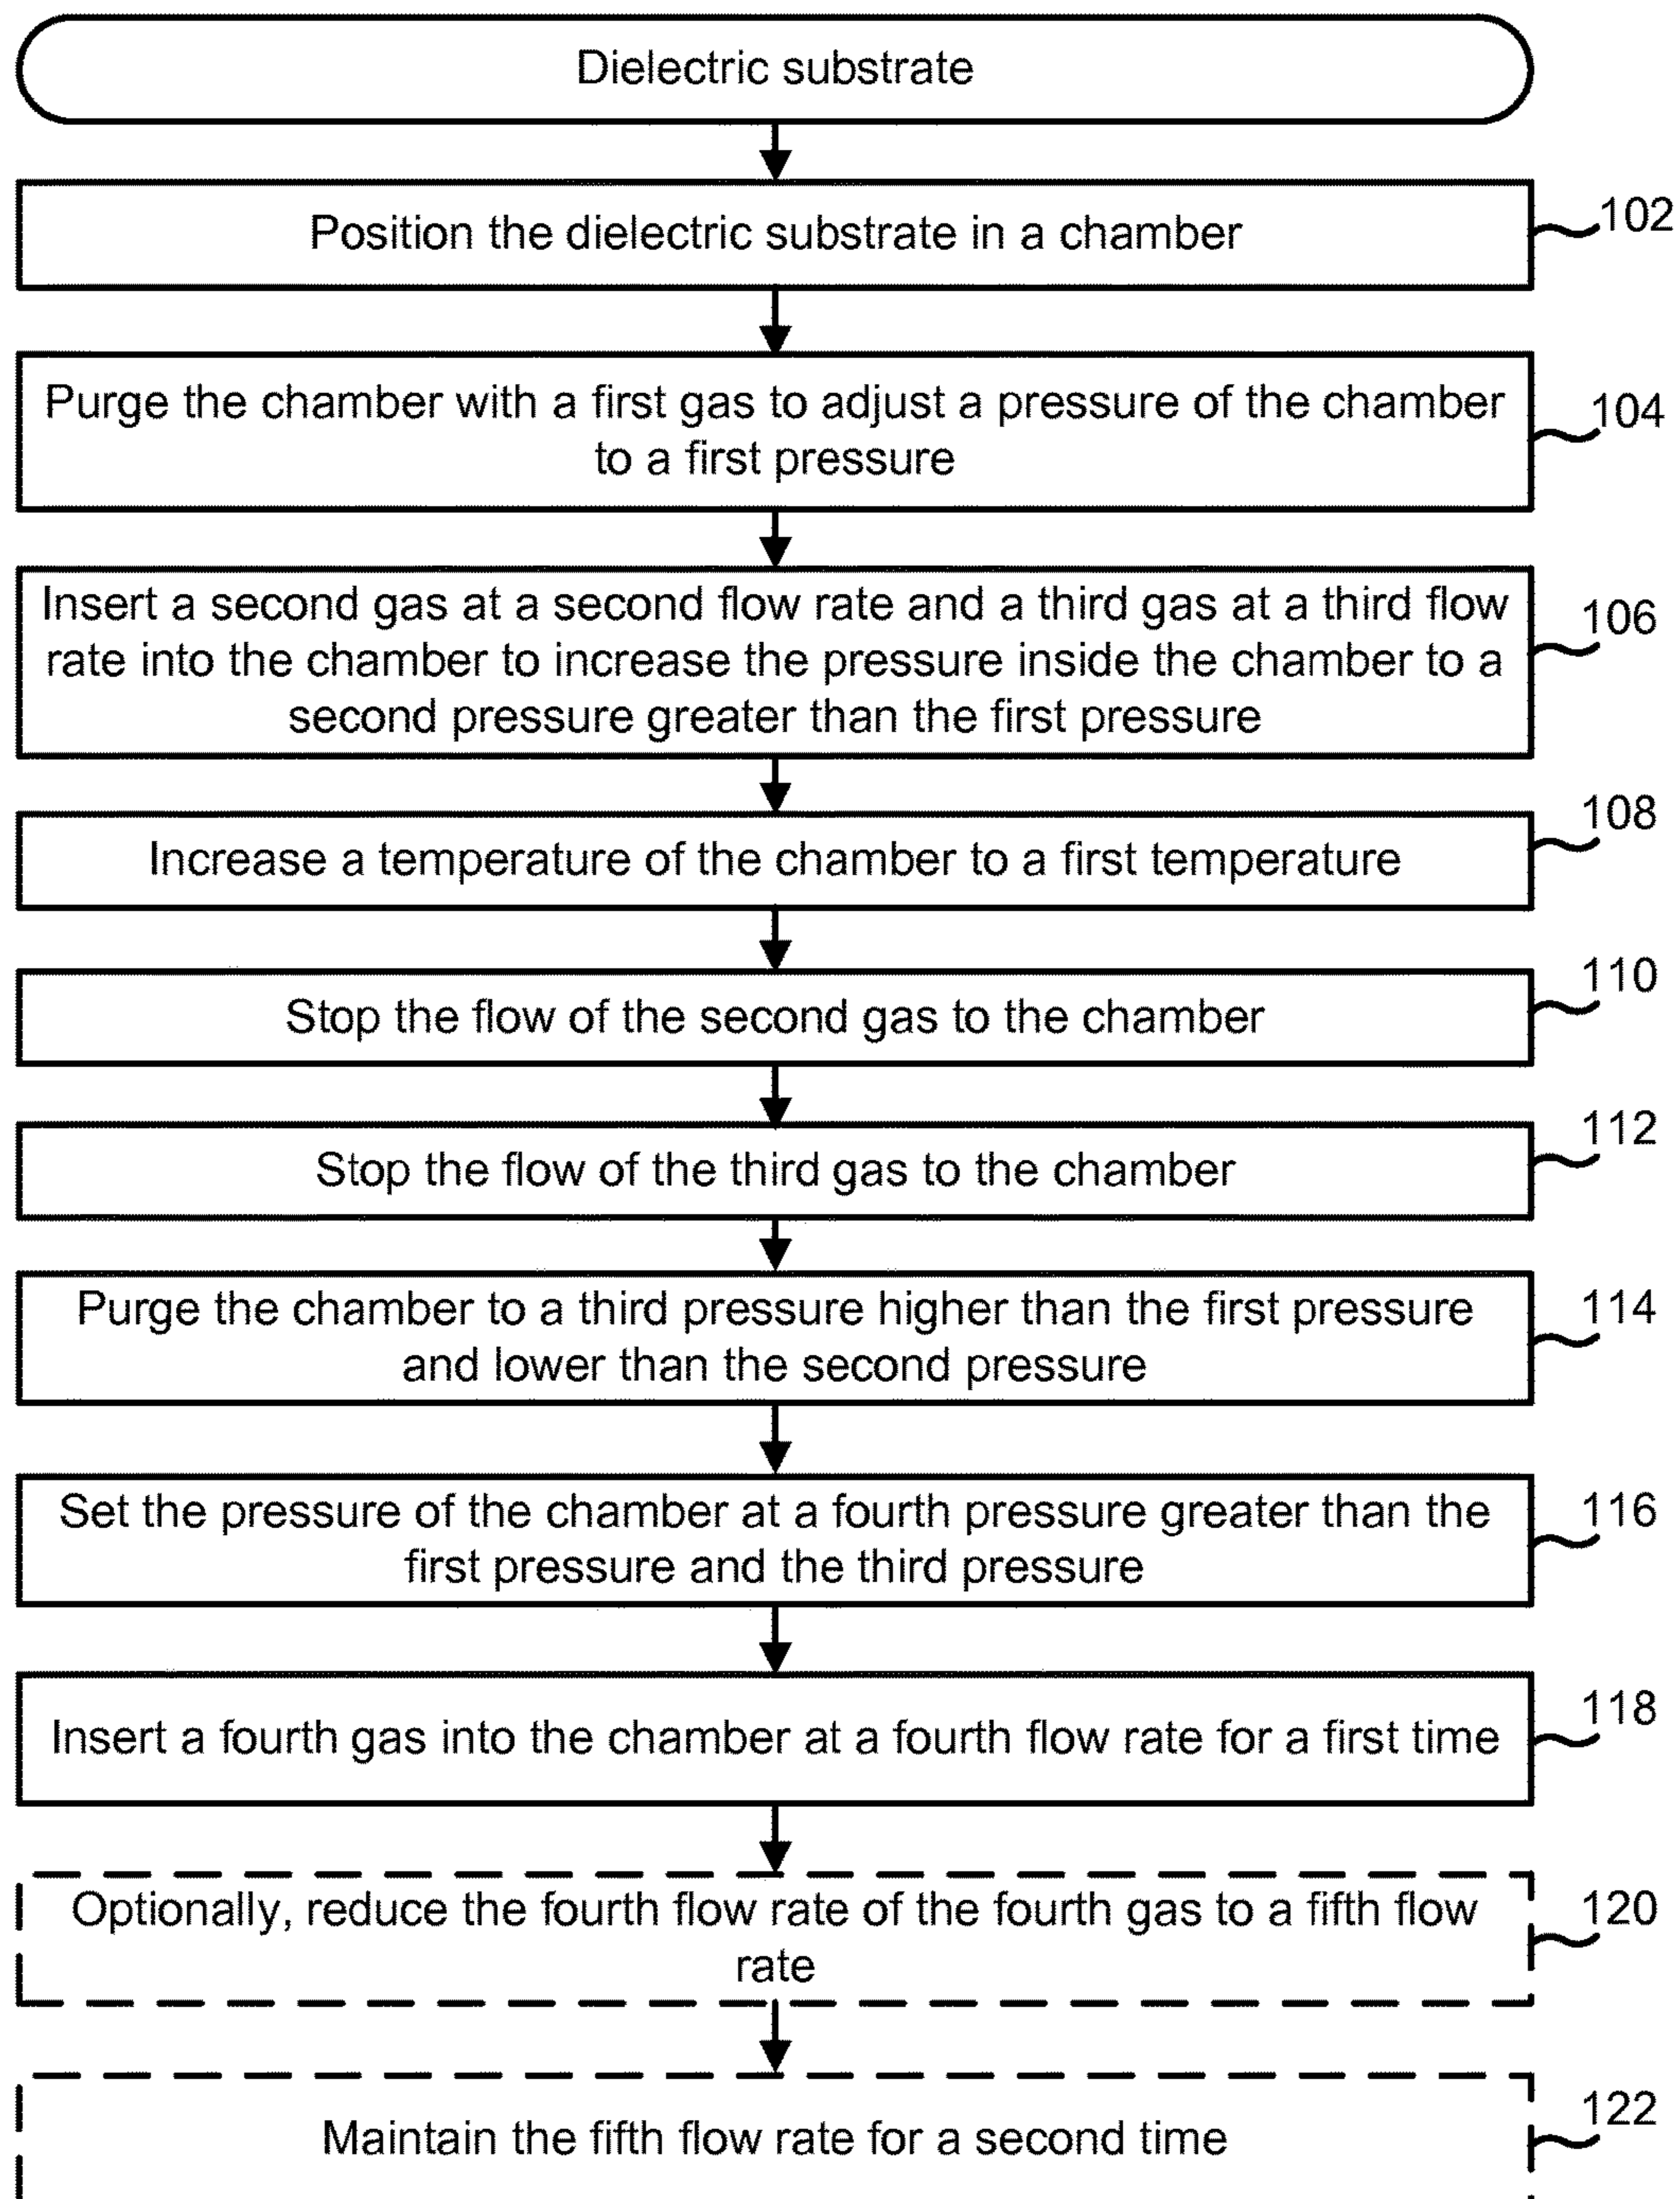 Dielectric substrate
Position the dielectric substrate in a chamber
102
Purge the chamber with a first gas to adjust a pressure of the chamber
to a first pressure
104
Insert a second gas at a second flow rate and a third gas at a third flow
rate into the chamber to increase the pressure inside the chamber to a
second pressure greater than the first pressure
106
Increase a temperature of the chamber to a first temperature
108
Stop the flow of the second gas to the chamber
110
Stop the flow of the third gas to the chamber
112
Purge the chamber to a third pressure higher than the first pressure
and lower than the second pressure
114
Set the pressure of the chamber at a fourth pressure greater than the
first pressure and the third pressure
116
Insert a fourth gas into the chamber at a fourth flow rate for a first time
118
Optionally, reduce the fourth flow rate of the fourth gas to a fifth flow
rate
120
Maintain the fifth flow rate for a second time
122